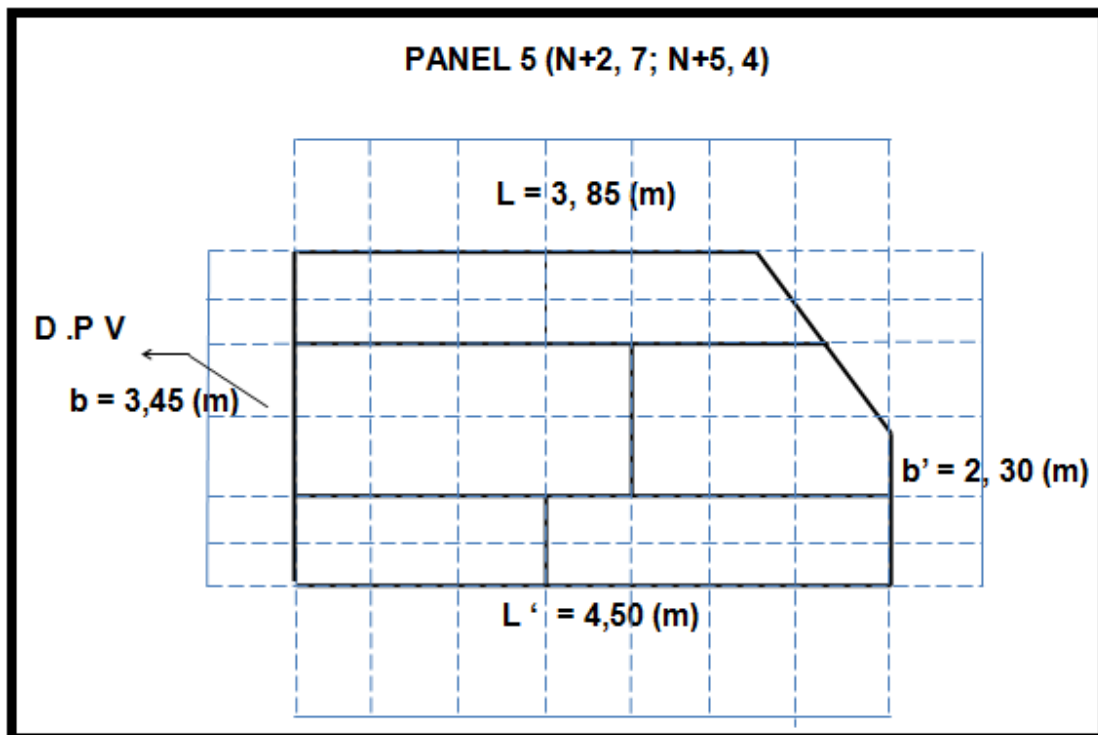 PANEL 5 (N+2, 7; N+5, 4)
L = 3, 85 (m)
D .P V
b = 3,45 (m)
b’ = 2, 30 (m)
L ‘ = 4,50 (m)